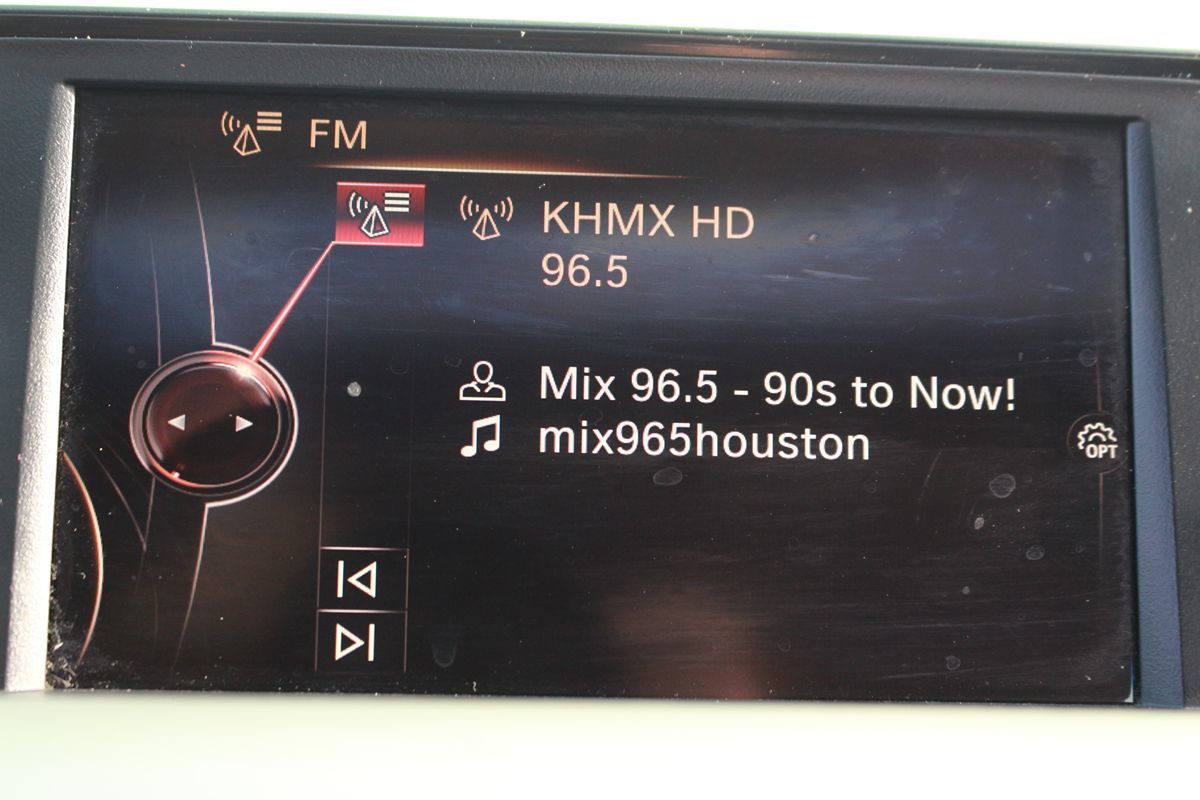 FM
KHMX HD
96.5
Mix 96.5 - 90s to Now!
mix965houston
OPT